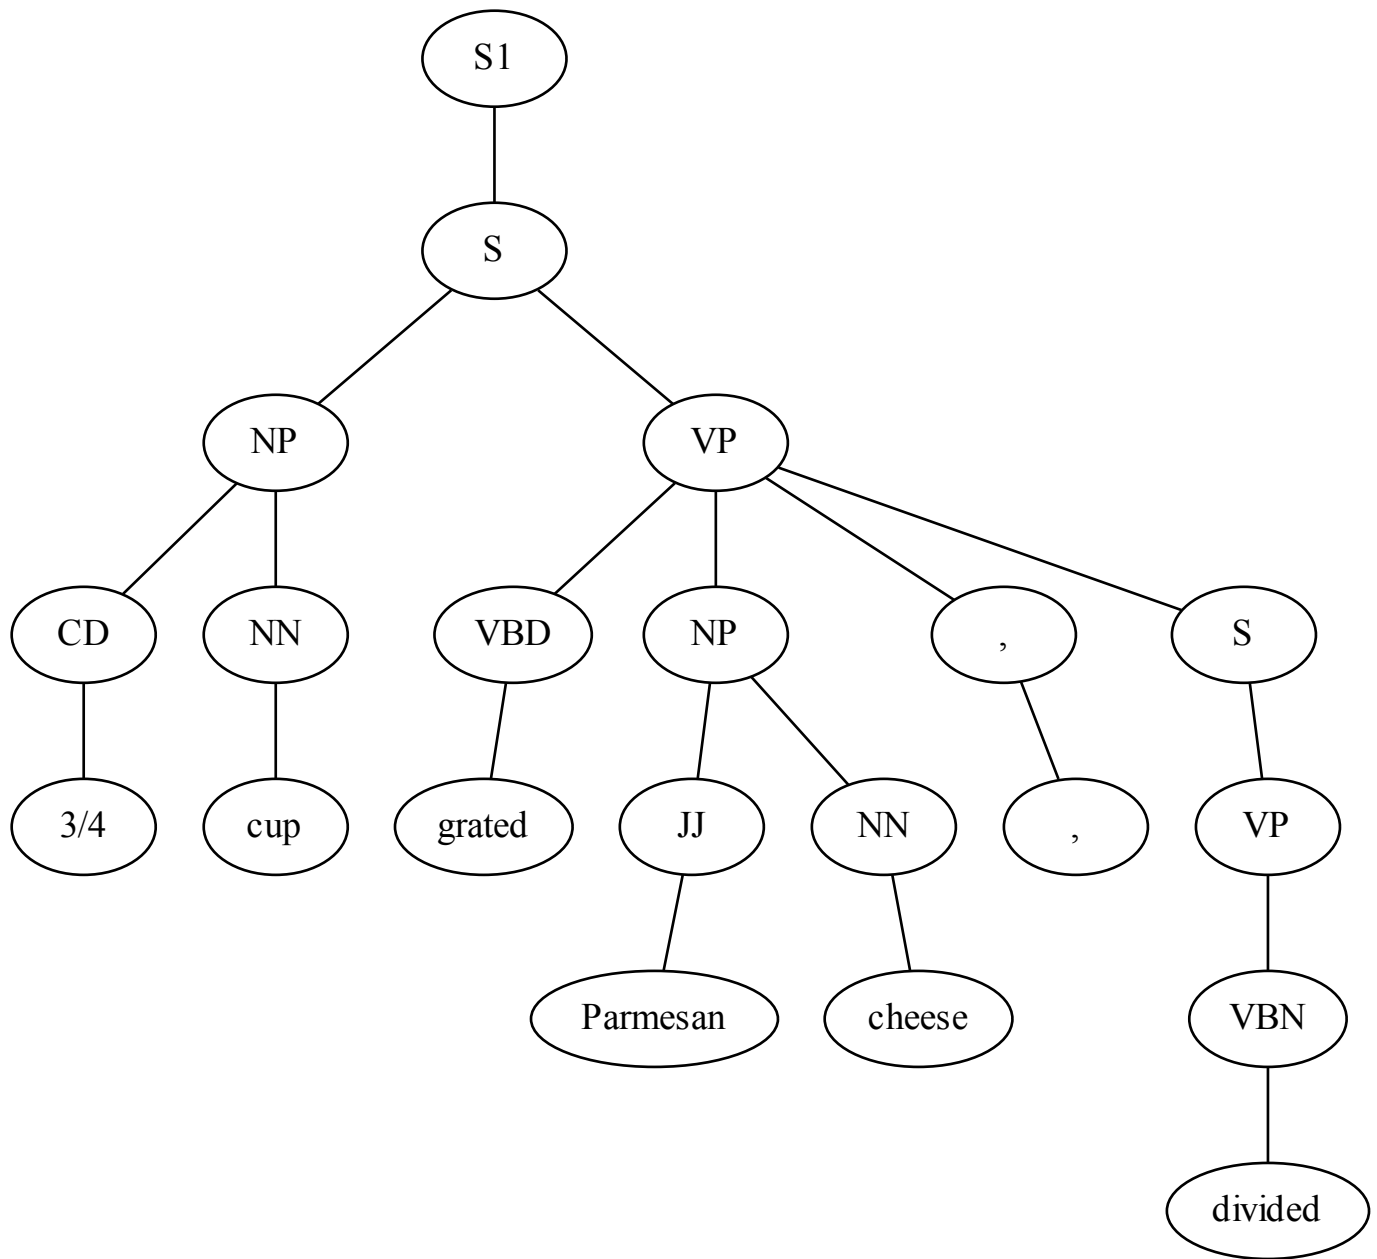 S1
S
NP VP
CD NN VBD NP , S
3/4 cup grated JJ NN , VP
Parmesan cheese VBN
divided